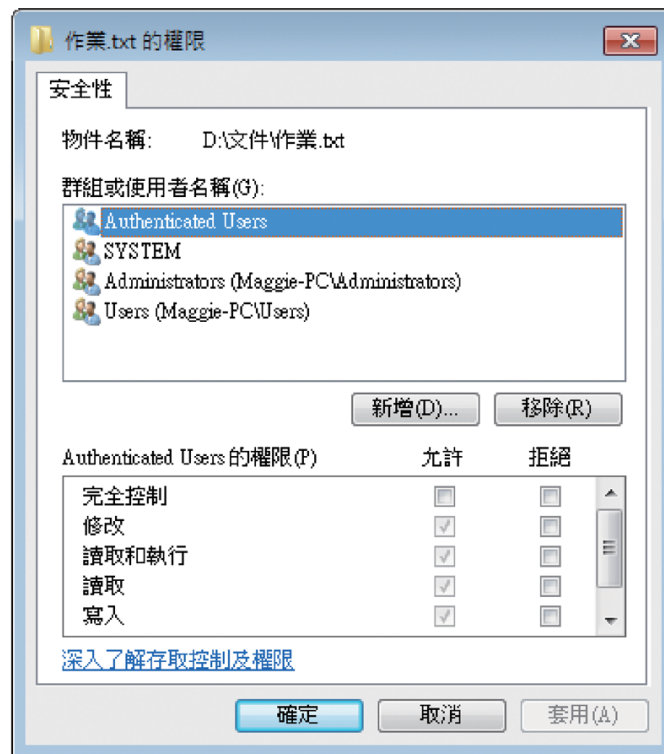 作業.txt 的權限
安全性
物件名稱: D:\文件\作業.txt
群組或使用者名稱(G):
Authenticated Users
SYSTEM
Administrators (Maggie-PC\Administrators)
Users (Maggie-PC\Users)
新增(D)... 移除(R)
Authenticated Users 的權限(P) 允許 拒絕
完全控制
修改
讀取和執行
讀取
寫入
深入了解存取控制及權限
確定 取消 套用(A)